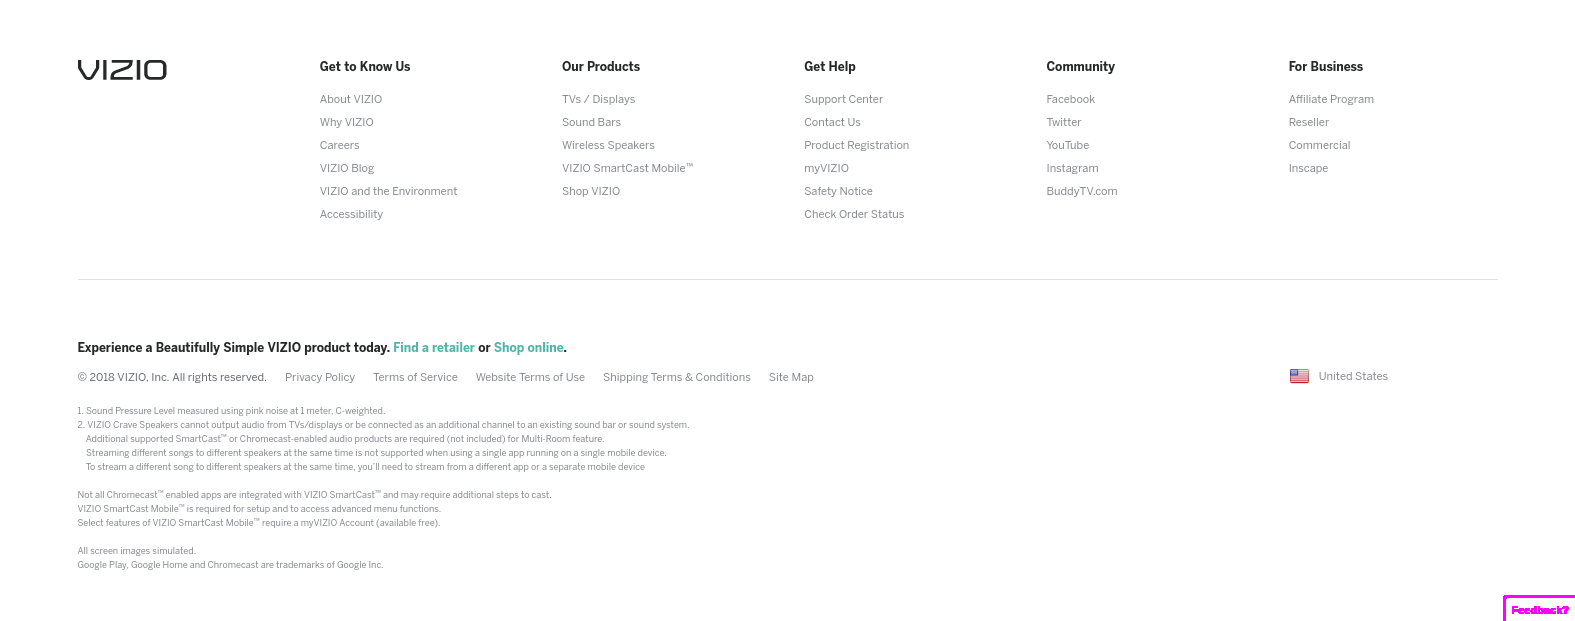 VIZIO
Get to Know Us
About VIZIO
Why VIZIO
Careers
VIZIO Blog
VIZIO and the Environment
Accessibility
Our Products
TVs / Displays
Sound Bars
Wireless Speakers
VIZIO SmartCast Mobile™
Shop VIZIO
Get Help
Support Center
Contact Us
Product Registration
myVIZIO
Safety Notice
Check Order Status
Community
Facebook
Twitter
YouTube
Instagram
BuddyTV.com
For Business
Affiliate Program
Reseller
Commercial
Inscape
Experience a Beautifully Simple VIZIO product today. Find a retailer or Shop online.
© 2018 VIZIO, Inc. All rights reserved. Privacy Policy Terms of Service Website Terms of Use Shipping Terms & Conditions Site Map
United States
1. Sound Pressure Level measured using pink noise at 1 meter, C-weighted.
2. VIZIO Crave Speakers cannot output audio from TVs/displays or be connected as an additional channel to an existing sound bar or sound system.
Additional supported SmartCast™ or Chromecast-enabled audio products are required (not included) for Multi-Room feature.
Streaming different songs to different speakers at the same time is not supported when using a single app running on a single mobile device.
To stream a different song to different speakers at the same time, you'll need to stream from a different app or a separate mobile device
Not all Chromecast™ enabled apps are integrated with VIZIO SmartCast™ and may require additional steps to cast.
VIZIO SmartCast Mobile™ is required for setup and to access advanced menu functions.
Select features of VIZIO SmartCast Mobile™ require a myVIZIO Account (available free).
All screen images simulated.
Google Play, Google Home and Chromecast are trademarks of Google Inc.
Feedback?